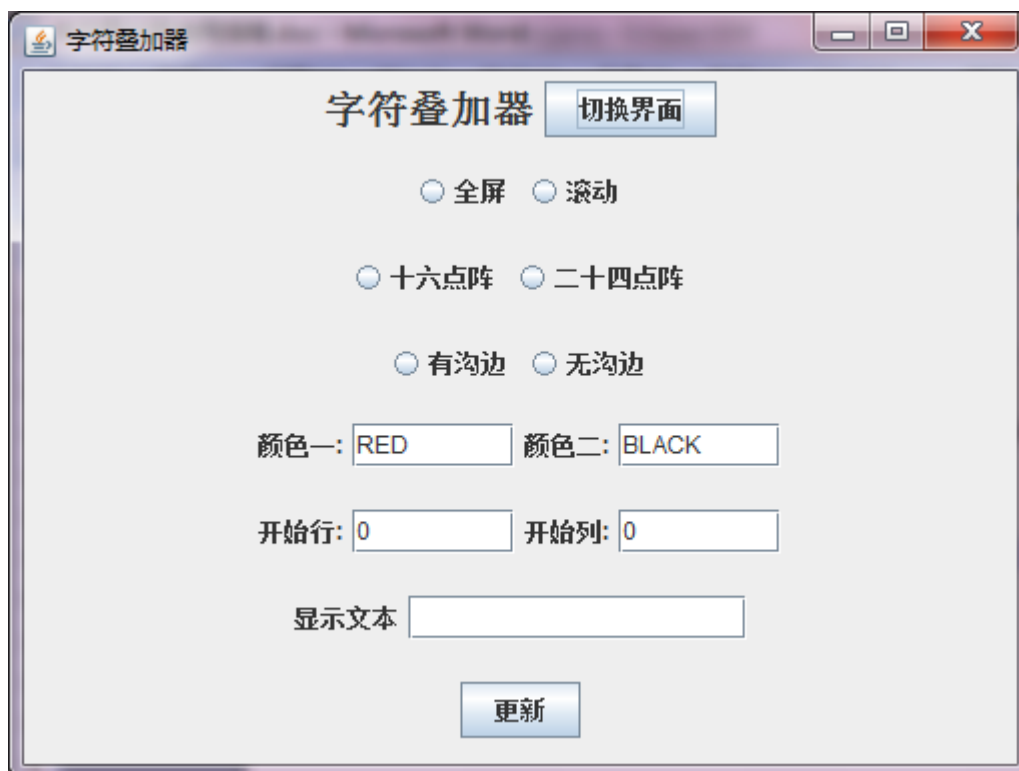 字符叠加器
字符叠加器 切换界面
全屏 滚动
十六点阵 二十四点阵
有沟边 无沟边
颜色一: RED 颜色二: BLACK
开始行: 0 开始列: 0
显示文本
更新